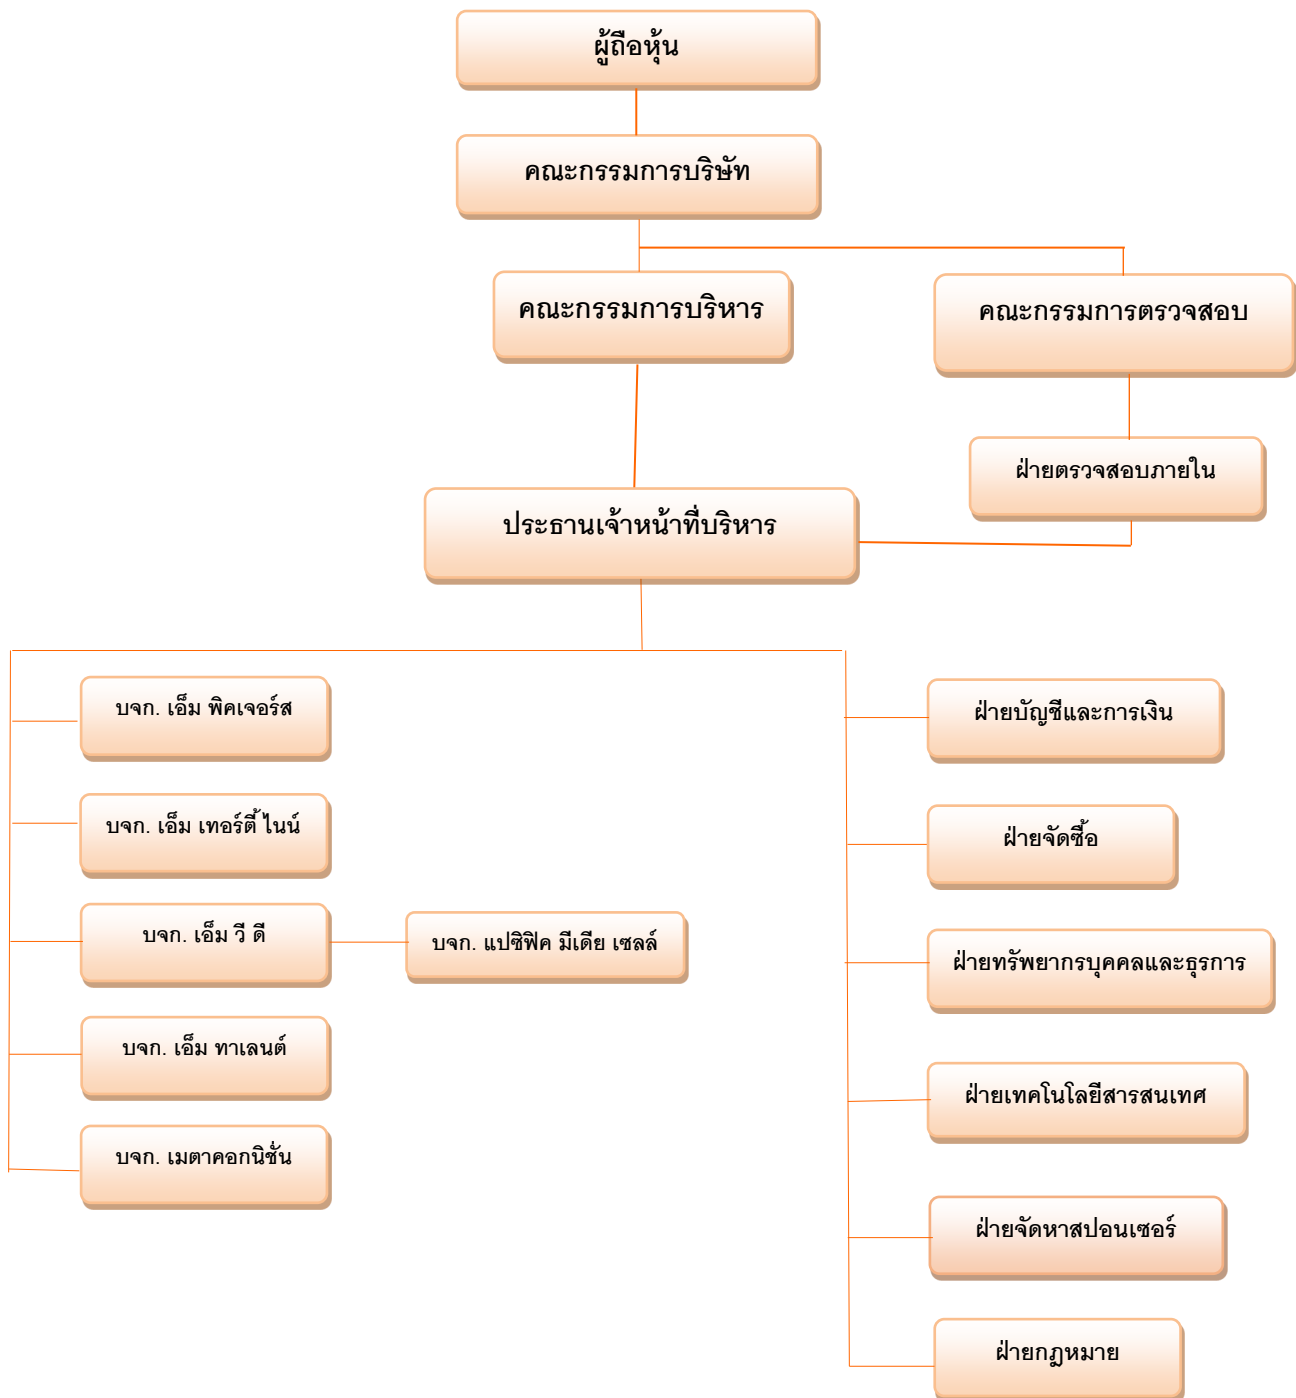 ผู้ถือหุ้น
คณะกรรมการบริษัท
คณะกรรมการบริหาร
คณะกรรมการตรวจสอบ
ฝ่ายตรวจสอบภายใน
ประธานเจ้าหน้าที่บริหาร
บจก. เอ็ม พิคเจอร์ส
บจก. เอ็ม เทอร์ตี้ ไนน์
บจก. เอ็ม วี ดี
บจก. แปซิฟิค มีเดีย เซลล์
บจก. เอ็ม ทาเลนต์
บจก. เมตาคอกนิชั่น
ฝ่ายบัญชีและการเงิน
ฝ่ายจัดซื้อ
ฝ่ายทรัพยากรบุคคลและธุรการ
ฝ่ายเทคโนโลยีสารสนเทศ
ฝ่ายจัดหาสปอนเซอร์
ฝ่ายกฎหมาย